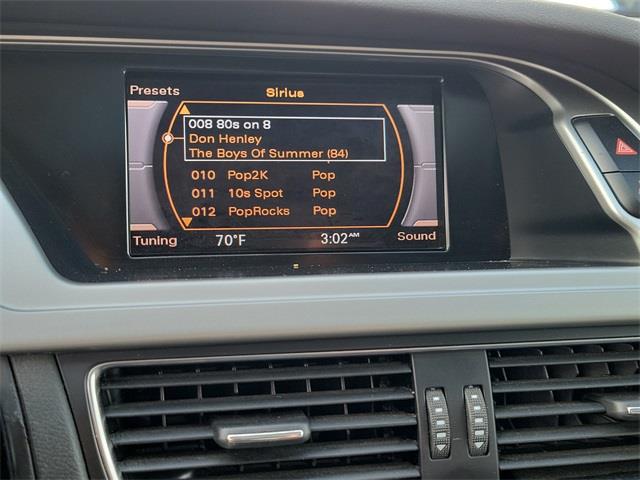 Presets Sirius
008 80s on 8
Don Henley
The Boys Of Summer (84)
010 Pop2K Pop
011 10s Spot Pop
012 PopRocks Pop
Tuning 70°F 3:02AM Sound